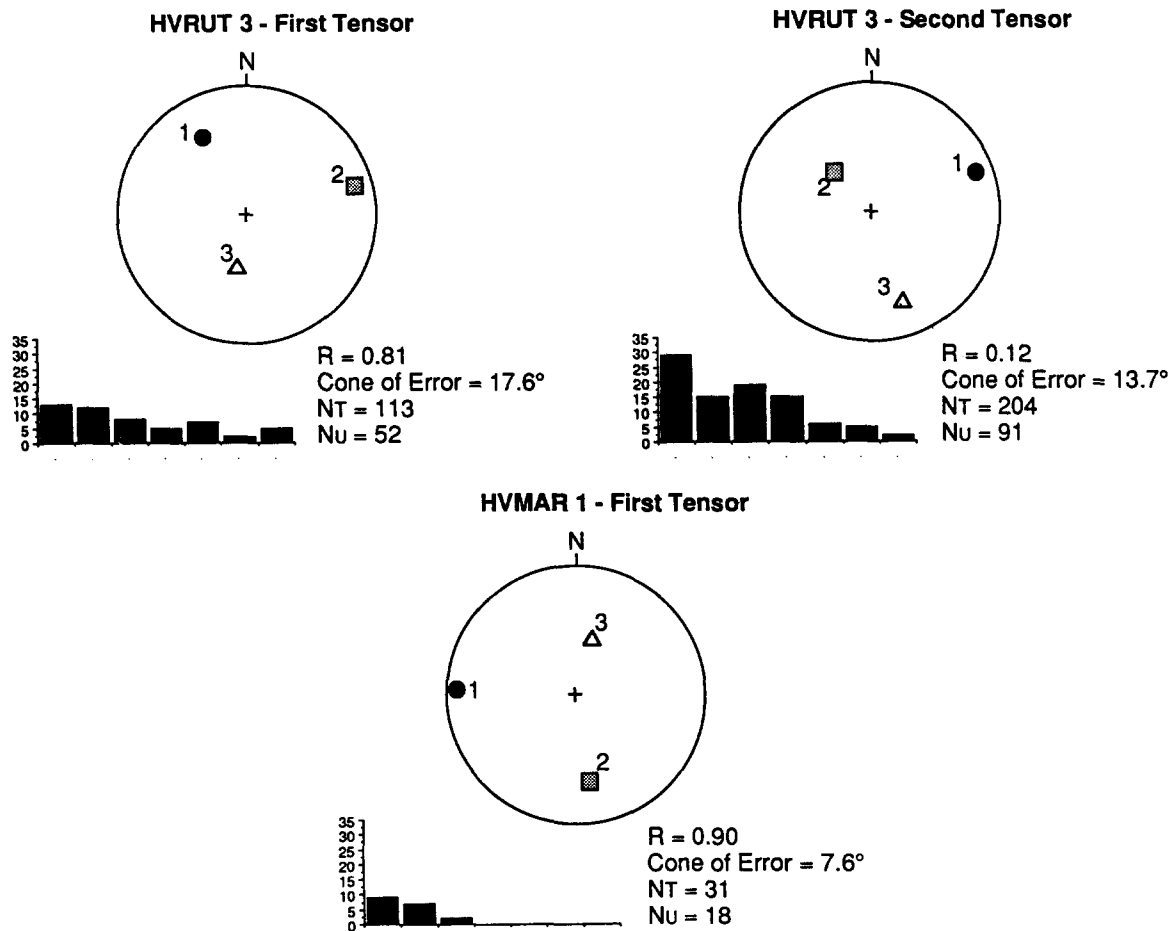 HVRUT 3 - First Tensor
N
1
2
3
35
30
25
20
15
10
5
0
R = 0.81
Cone of Error = 17.6°
NT = 113
NU = 52
HVRUT 3 - Second Tensor
N
1
2
3
35
30
25
20
15
10
5
0
R = 0.12
Cone of Error = 13.7°
NT = 204
NU = 91
HVMAR 1 - First Tensor
N
3
1
2
35
30
25
20
15
10
5
0
R = 0.90
Cone of Error = 7.6°
NT = 31
NU = 18